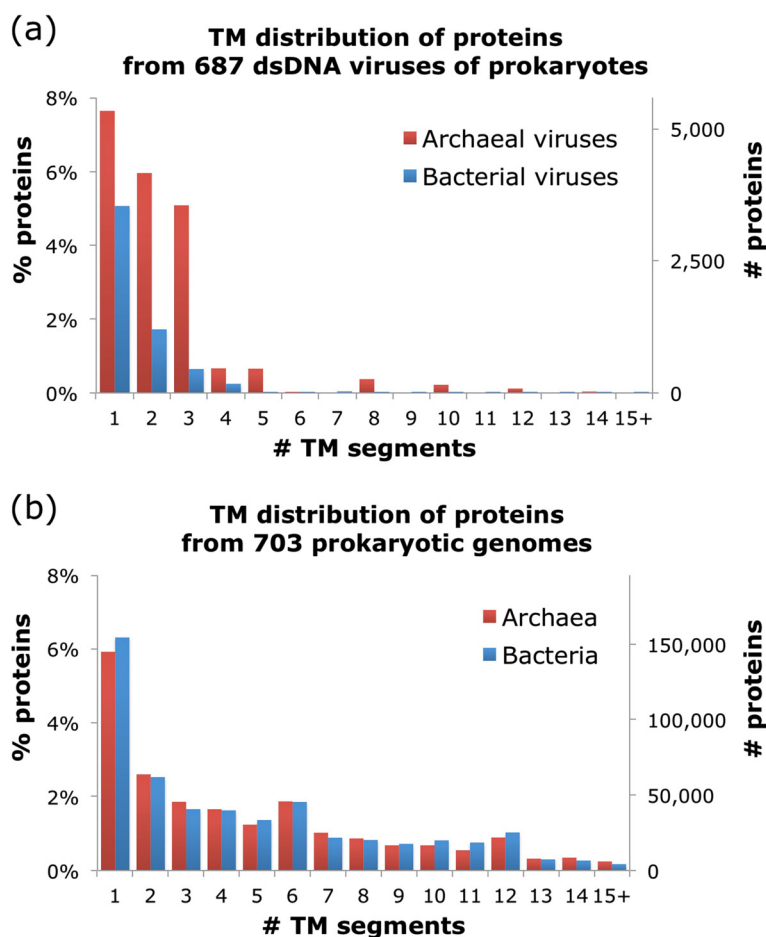 (a)
TM distribution of proteins
from 687 dsDNA viruses of prokaryotes
8%
6%
4%
2%
0%
% proteins
Archaeal viruses
Bacterial viruses
5,000
2,500
0
# proteins
1 2 3 4 5 6 7 8 9 10 11 12 13 14 15+
# TM segments
(b)
TM distribution of proteins
from 703 prokaryotic genomes
8%
6%
4%
2%
0%
% proteins
Archaea
Bacteria
150,000
100,000
50,000
0
# proteins
1 2 3 4 5 6 7 8 9 10 11 12 13 14 15+
# TM segments